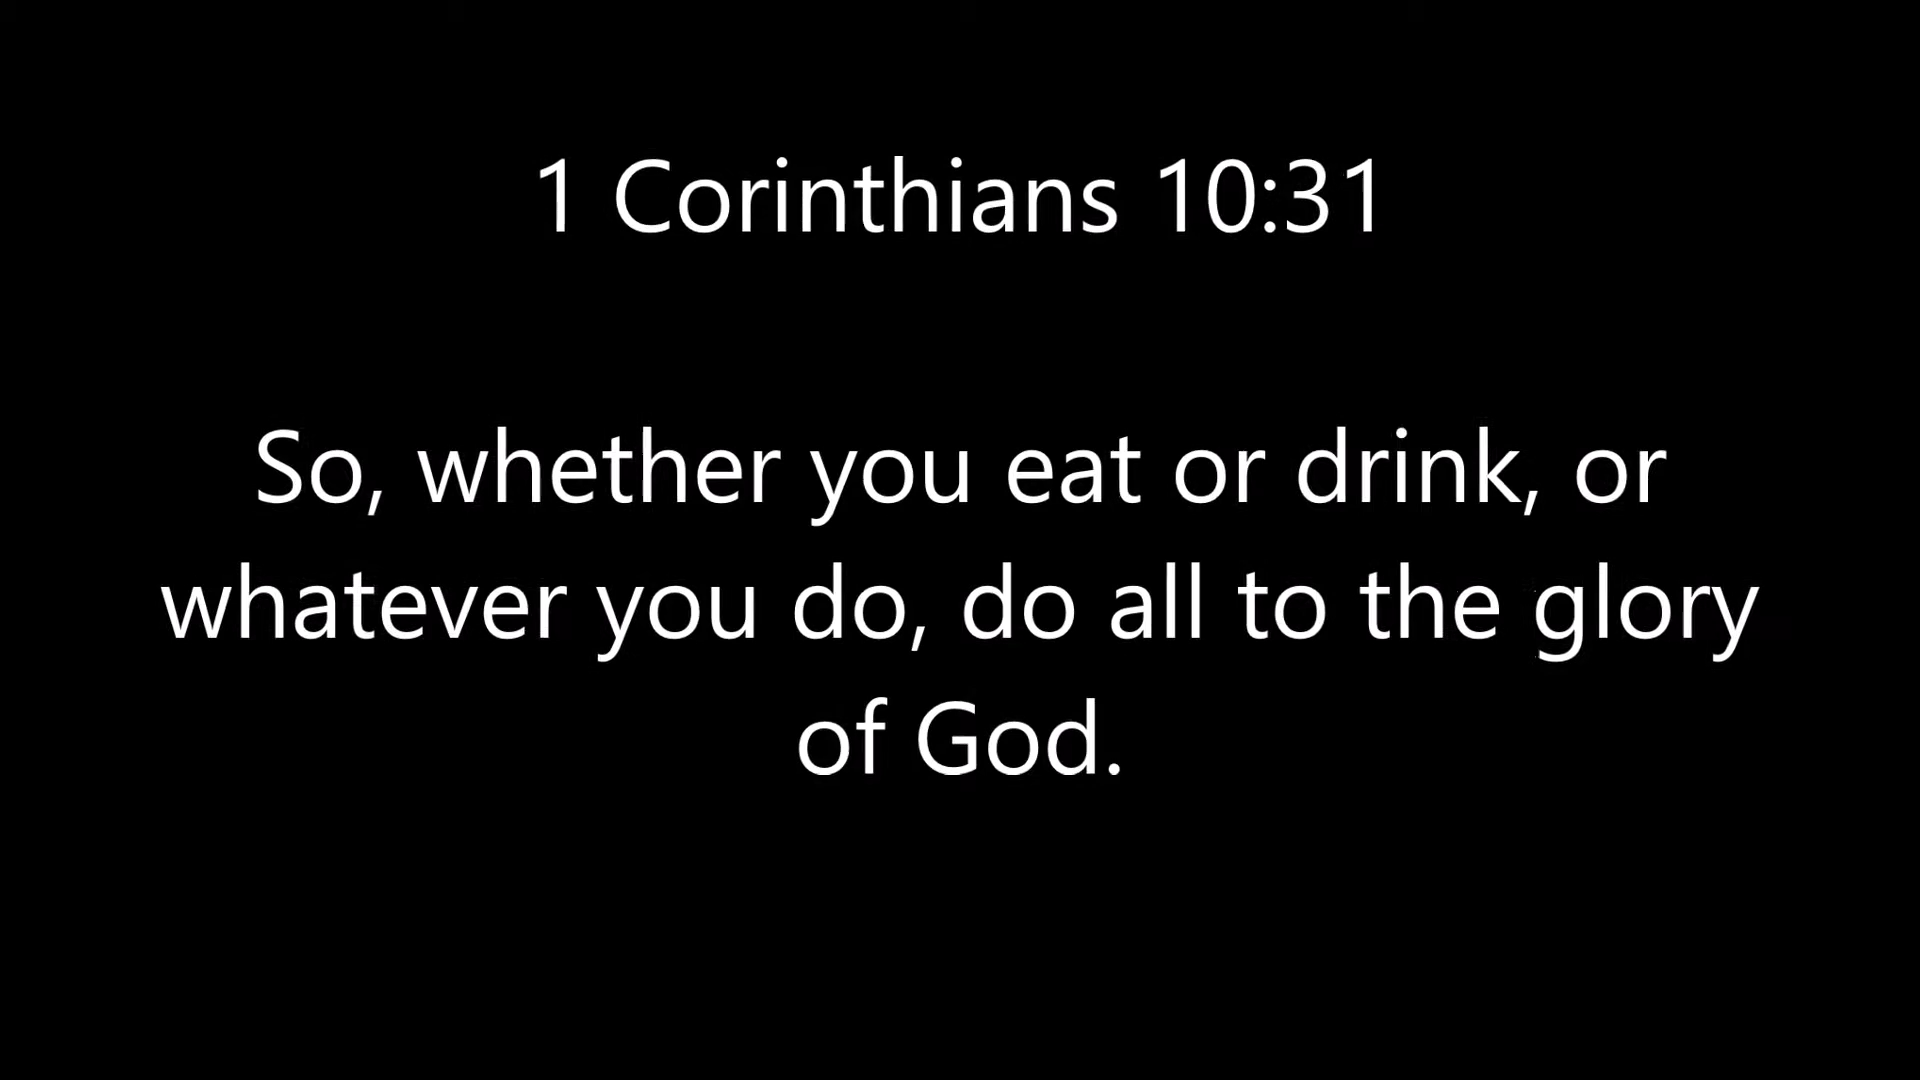 1 Corinthians 10:31
So, whether you eat or drink, or
whatever you do, do all to the glory
of God.